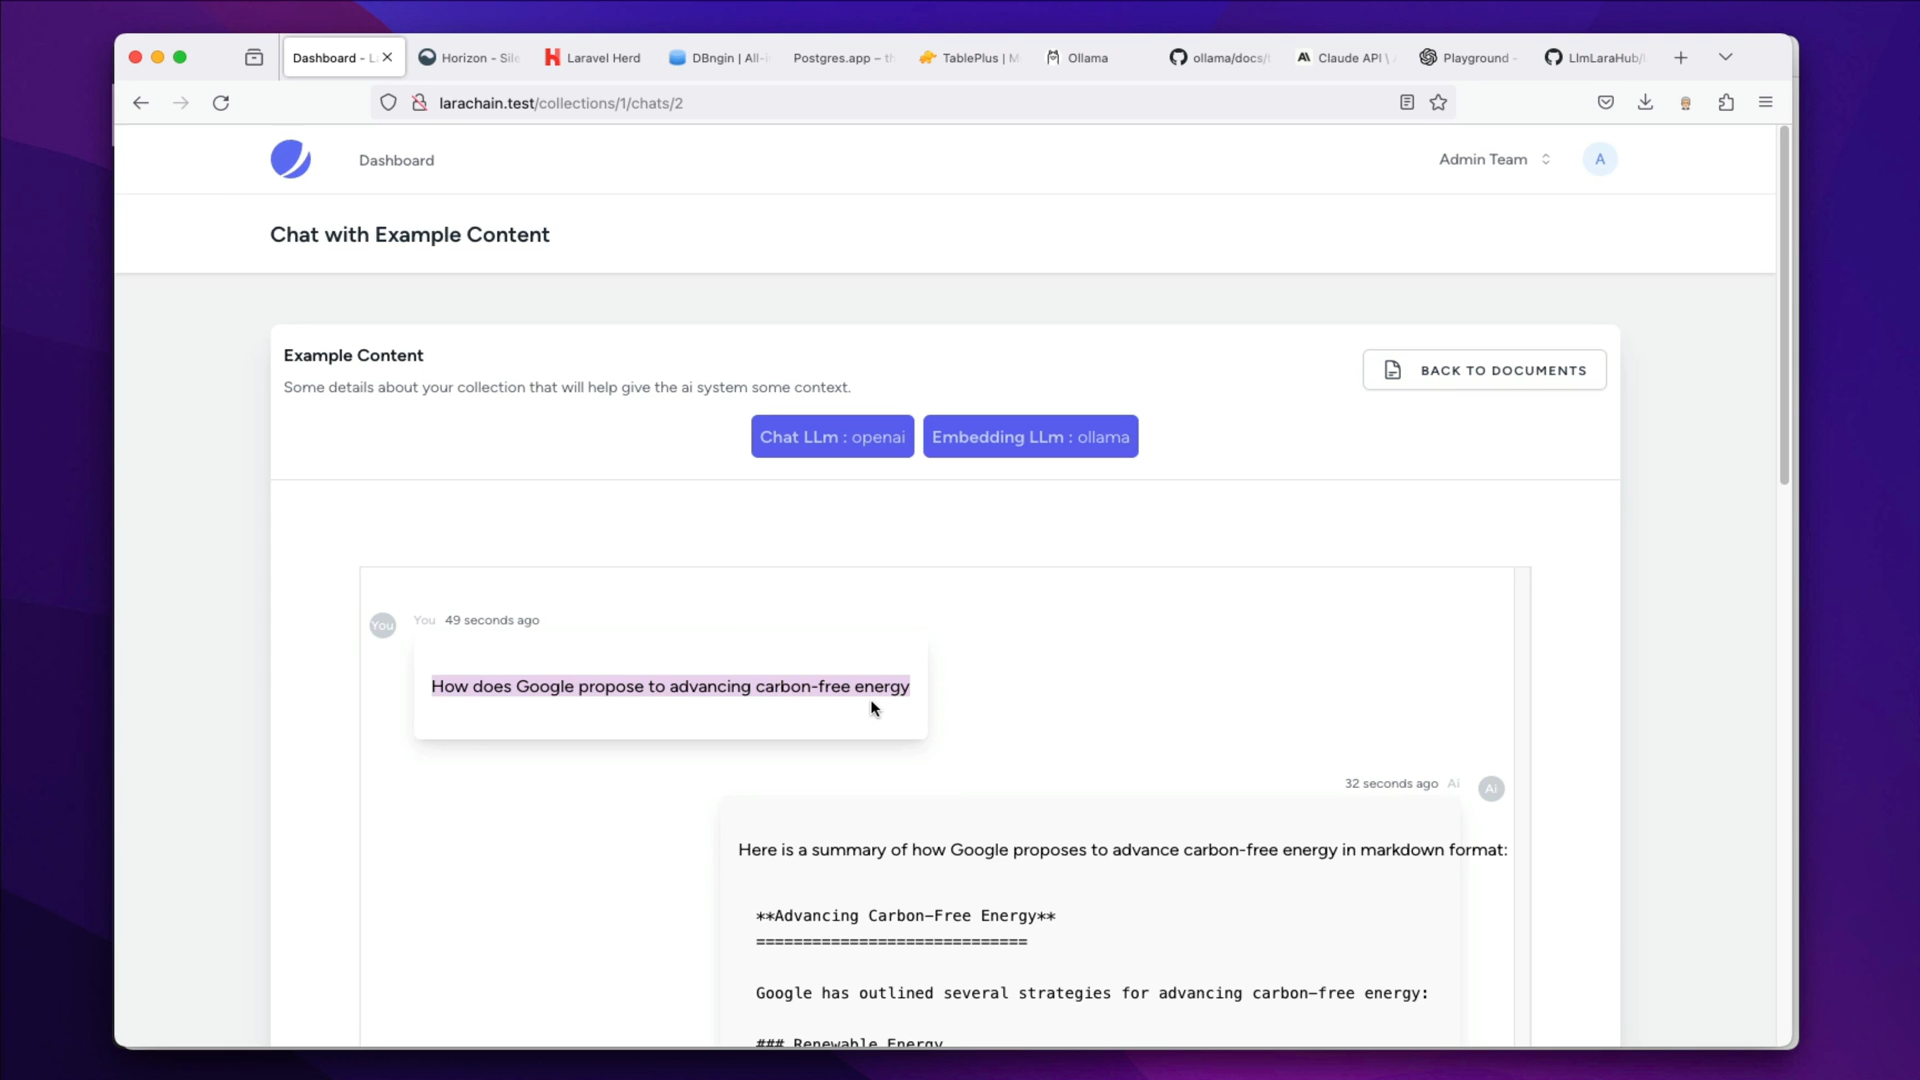 Dashboard - L
Horizon - Sile
Laravel Herd
DBngin | All-i
Postgres.app – th
TablePlus | M
Ollama
ollama/docs/
Claude API \
Playground -
LlmLaraHub/
larachain.test/collections/1/chats/2
Dashboard
Admin Team
A
Chat with Example Content
Example Content
Some details about your collection that will help give the ai system some context.
BACK TO DOCUMENTS
Chat LLm : openai
Embedding LLm : ollama
You
You 49 seconds ago
How does Google propose to advancing carbon-free energy
32 seconds ago Ai
Ai
Here is a summary of how Google proposes to advance carbon-free energy in markdown format:
**Advancing Carbon-Free Energy**
=============================
Google has outlined several strategies for advancing carbon-free energy:
### Renewable Energy